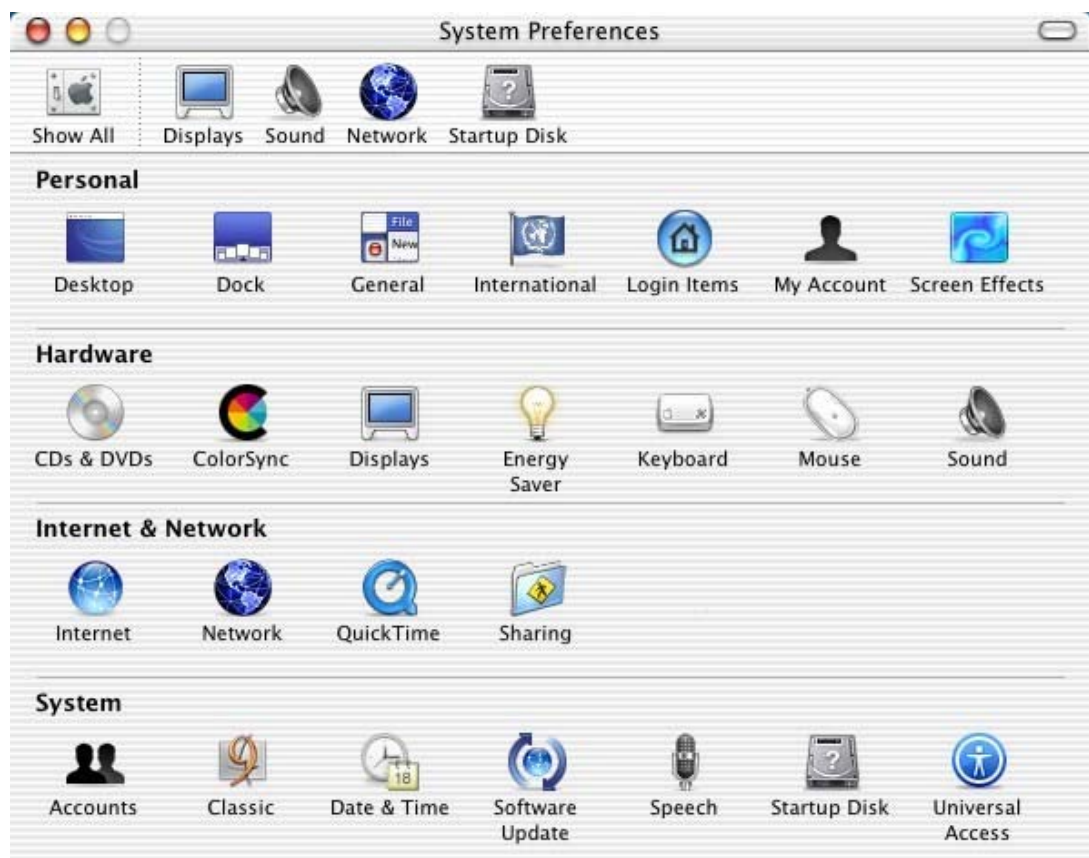 System Preferences
Show All Displays Sound Network Startup Disk
Personal
File
New
Desktop Dock General International Login Items My Account Screen Effects
Hardware
CDs & DVDs ColorSync Displays Energy Saver Keyboard Mouse Sound
Internet & Network
Internet Network QuickTime Sharing
System
18
Accounts Classic Date & Time Software Update Speech Startup Disk Universal Access